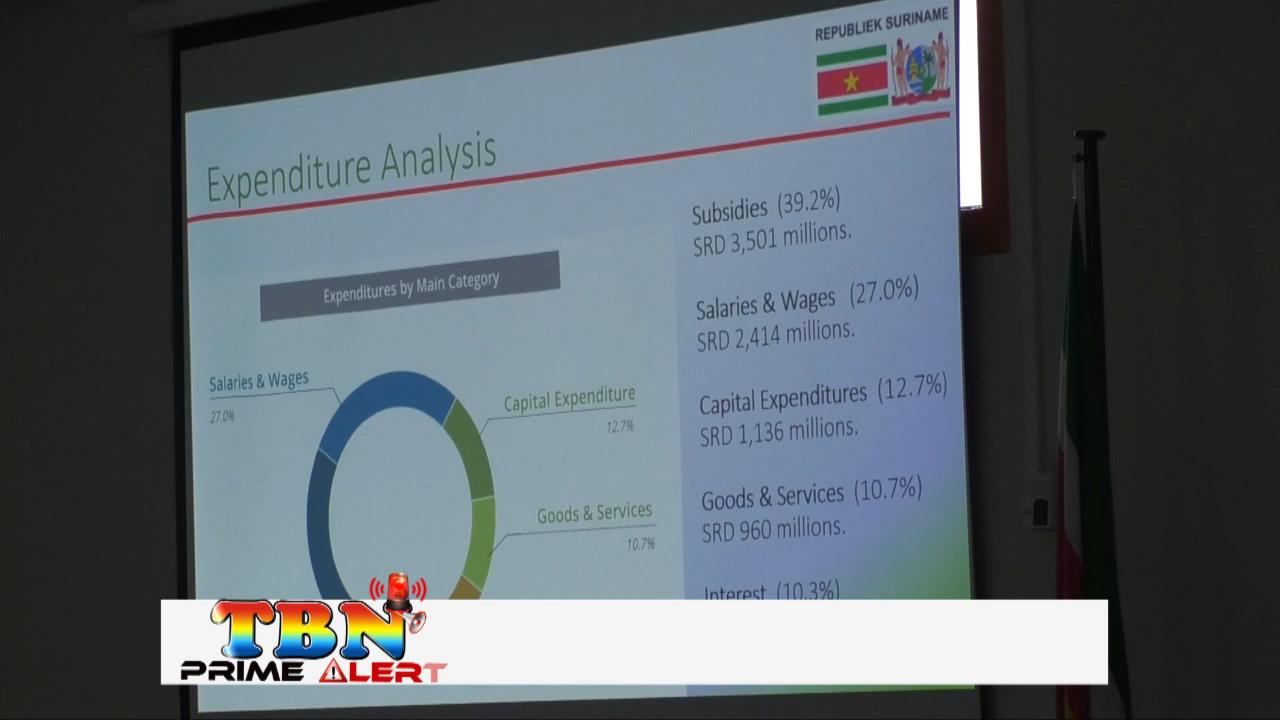 REPUBLIEK SURINAME
Expenditure Analysis
Expenditures by Main Category
Salaries & Wages
27.0%
Capital Expenditure
12.7%
Goods & Services
10.7%
Subsidies (39.2%)
SRD 3,501 millions.
Salaries & Wages (27.0%)
SRD 2,414 millions.
Capital Expenditures (12.7%)
SRD 1,136 millions.
Goods & Services (10.7%)
SRD 960 millions.
Interest (10.3%)
TBN
PRIME ALERT